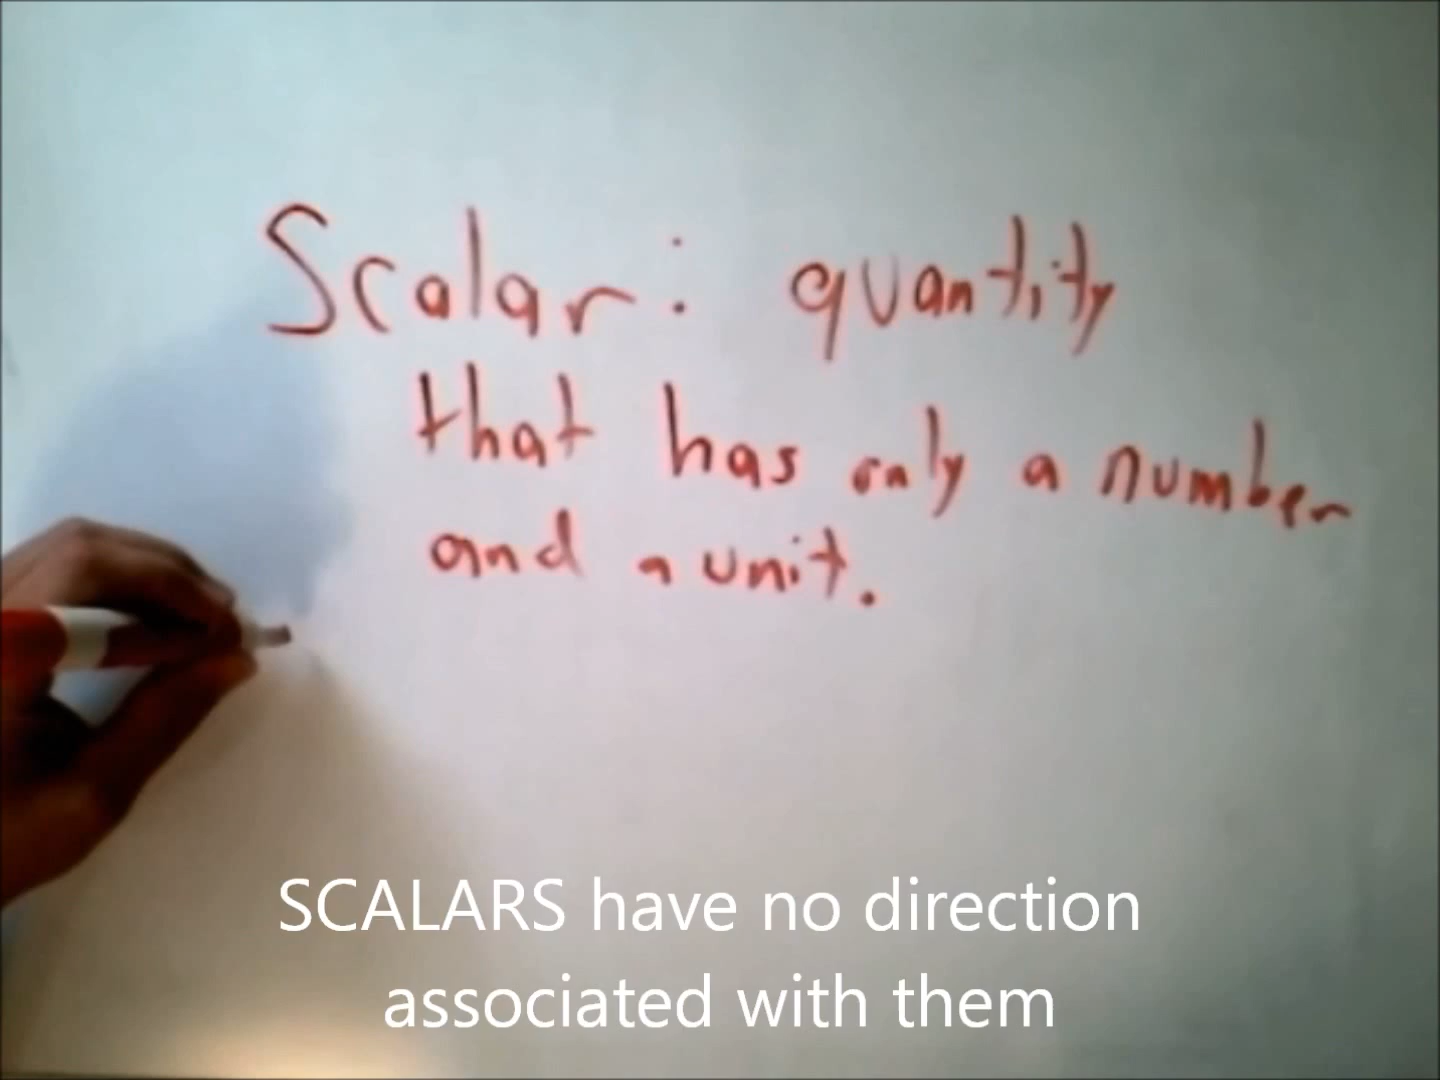 Scalar: quantity
that has only a number
and a unit.
SCALARS have no direction
associated with them